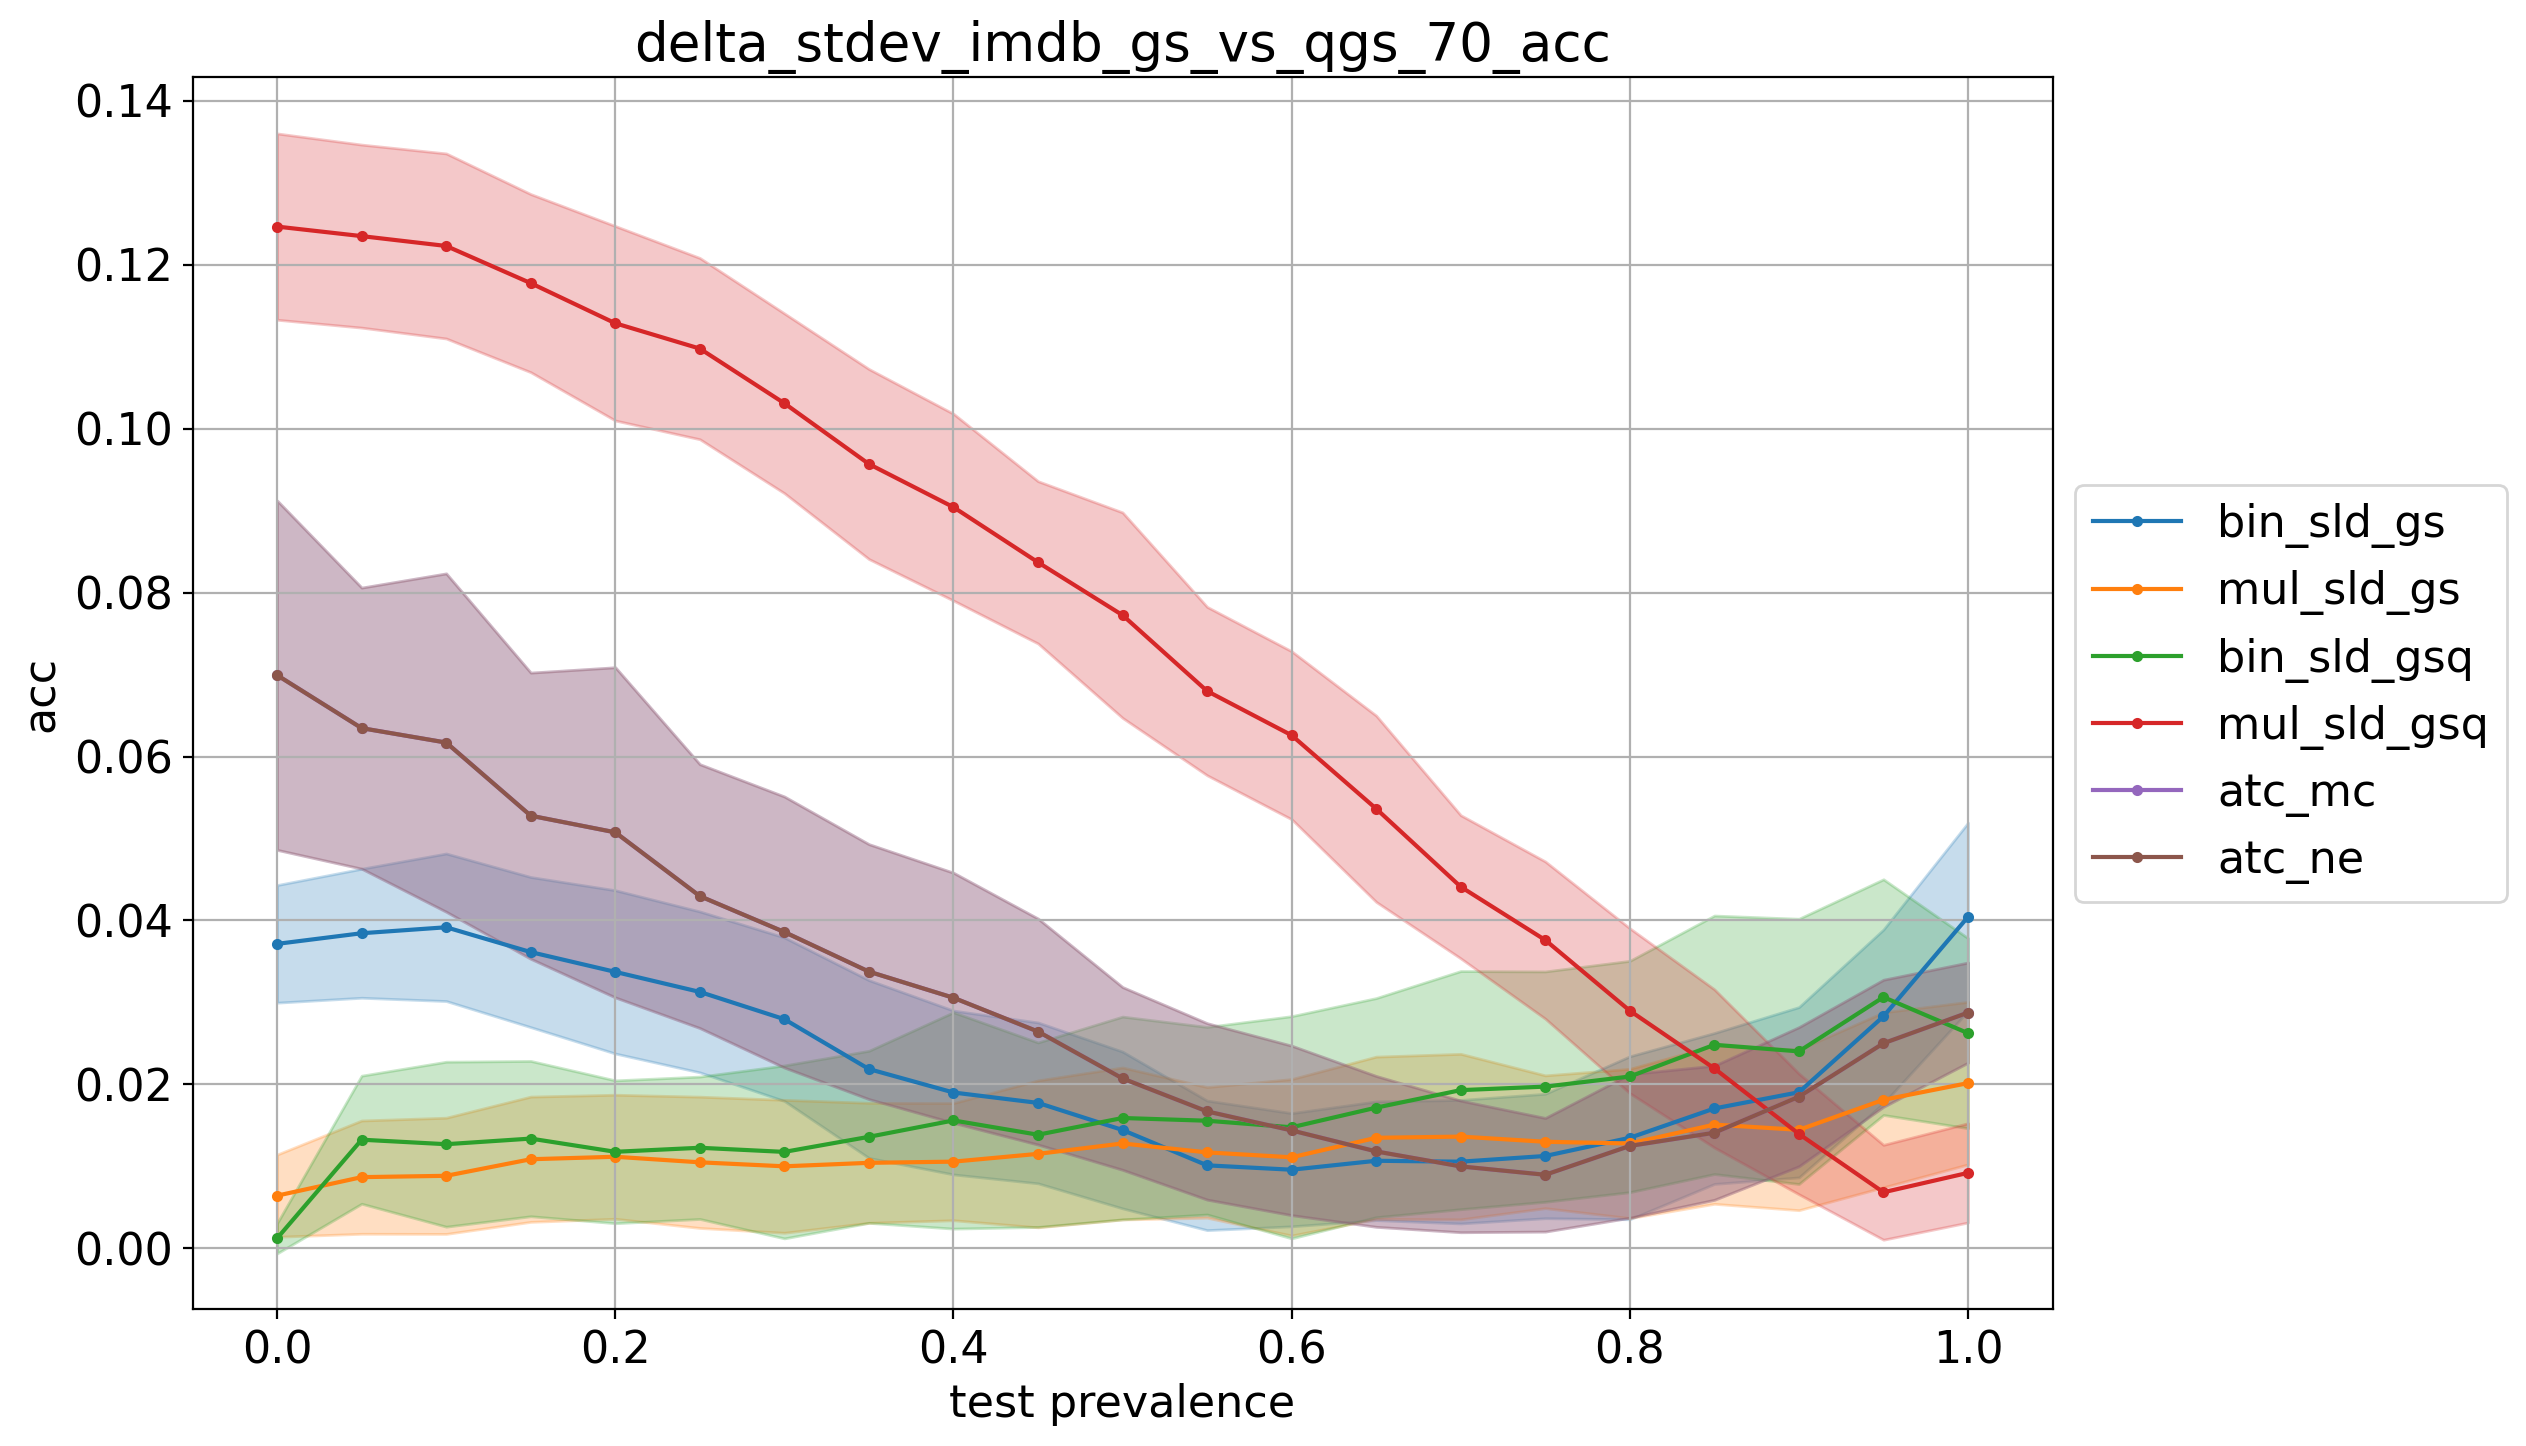 delta_stdev_imdb_gs_vs_qgs_70_acc
0.14
0.12
0.10
0.08
0.06
0.04
0.02
0.00
acc
0.0 0.2 0.4 0.6 0.8 1.0
test prevalence
bin_sld_gs
mul_sld_gs
bin_sld_gsq
mul_sld_gsq
atc_mc
atc_ne